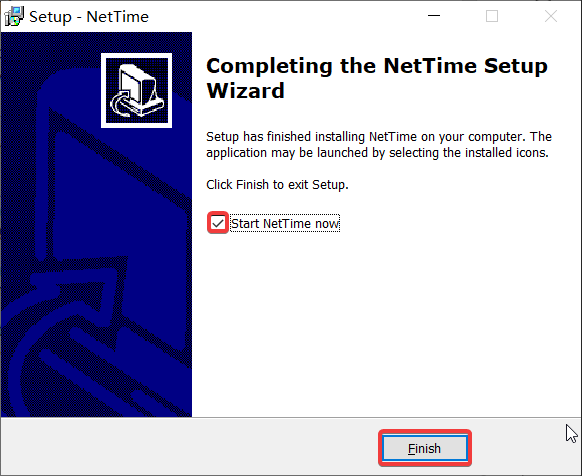 Setup - NetTime
Completing the NetTime Setup
Wizard
Setup has finished installing NetTime on your computer. The
application may be launched by selecting the installed icons.
Click Finish to exit Setup.
Start NetTime now
Finish